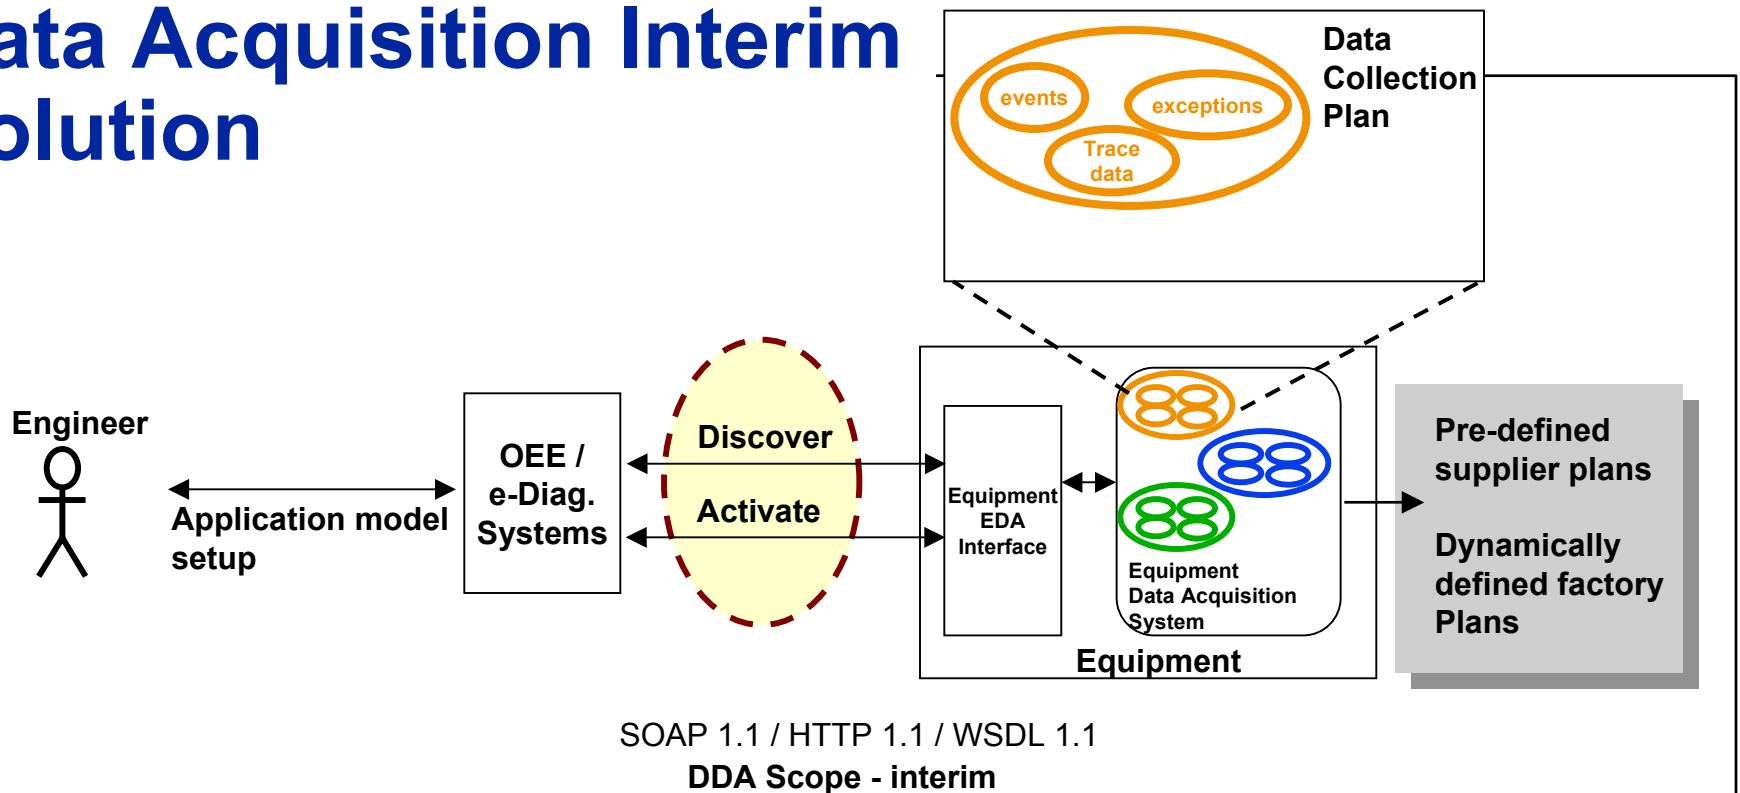 ata Acquisition Interim
olution
Data
Collection
Plan
events
exceptions
Trace
data
Engineer
Application model
setup
OEE /
e-Diag.
Systems
Discover
Activate
Equipment
EDA
Interface
Equipment
Data Acquisition
System
Equipment
Pre-defined
supplier plans
Dynamically
defined factory
Plans
SOAP 1.1 / HTTP 1.1 / WSDL 1.1
DDA Scope - interim